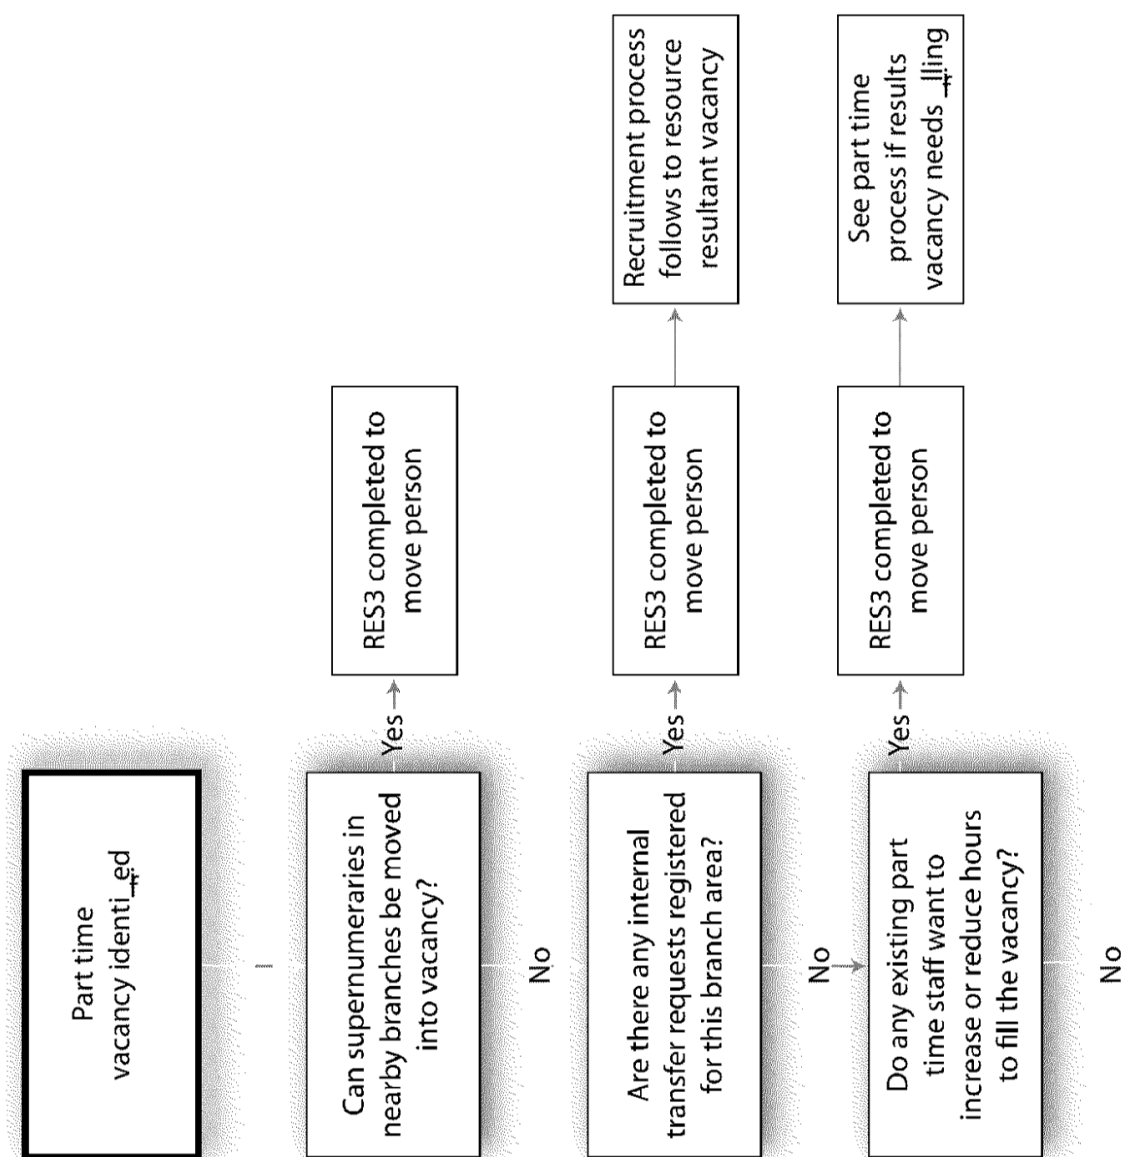 Part time
vacancy identified
Can supernumeraries in
nearby branches be moved
into vacancy?
Yes
RES3 completed to
move person
No
Are there any internal
transfer requests registered
for this branch area?
Yes
RES3 completed to
move person
Recruitment process
follows to resource
resultant vacancy
No
Do any existing part
time staff want to
increase or reduce hours
to fill the vacancy?
Yes
RES3 completed to
move person
See part time
process if results
vacancy needs filling
No